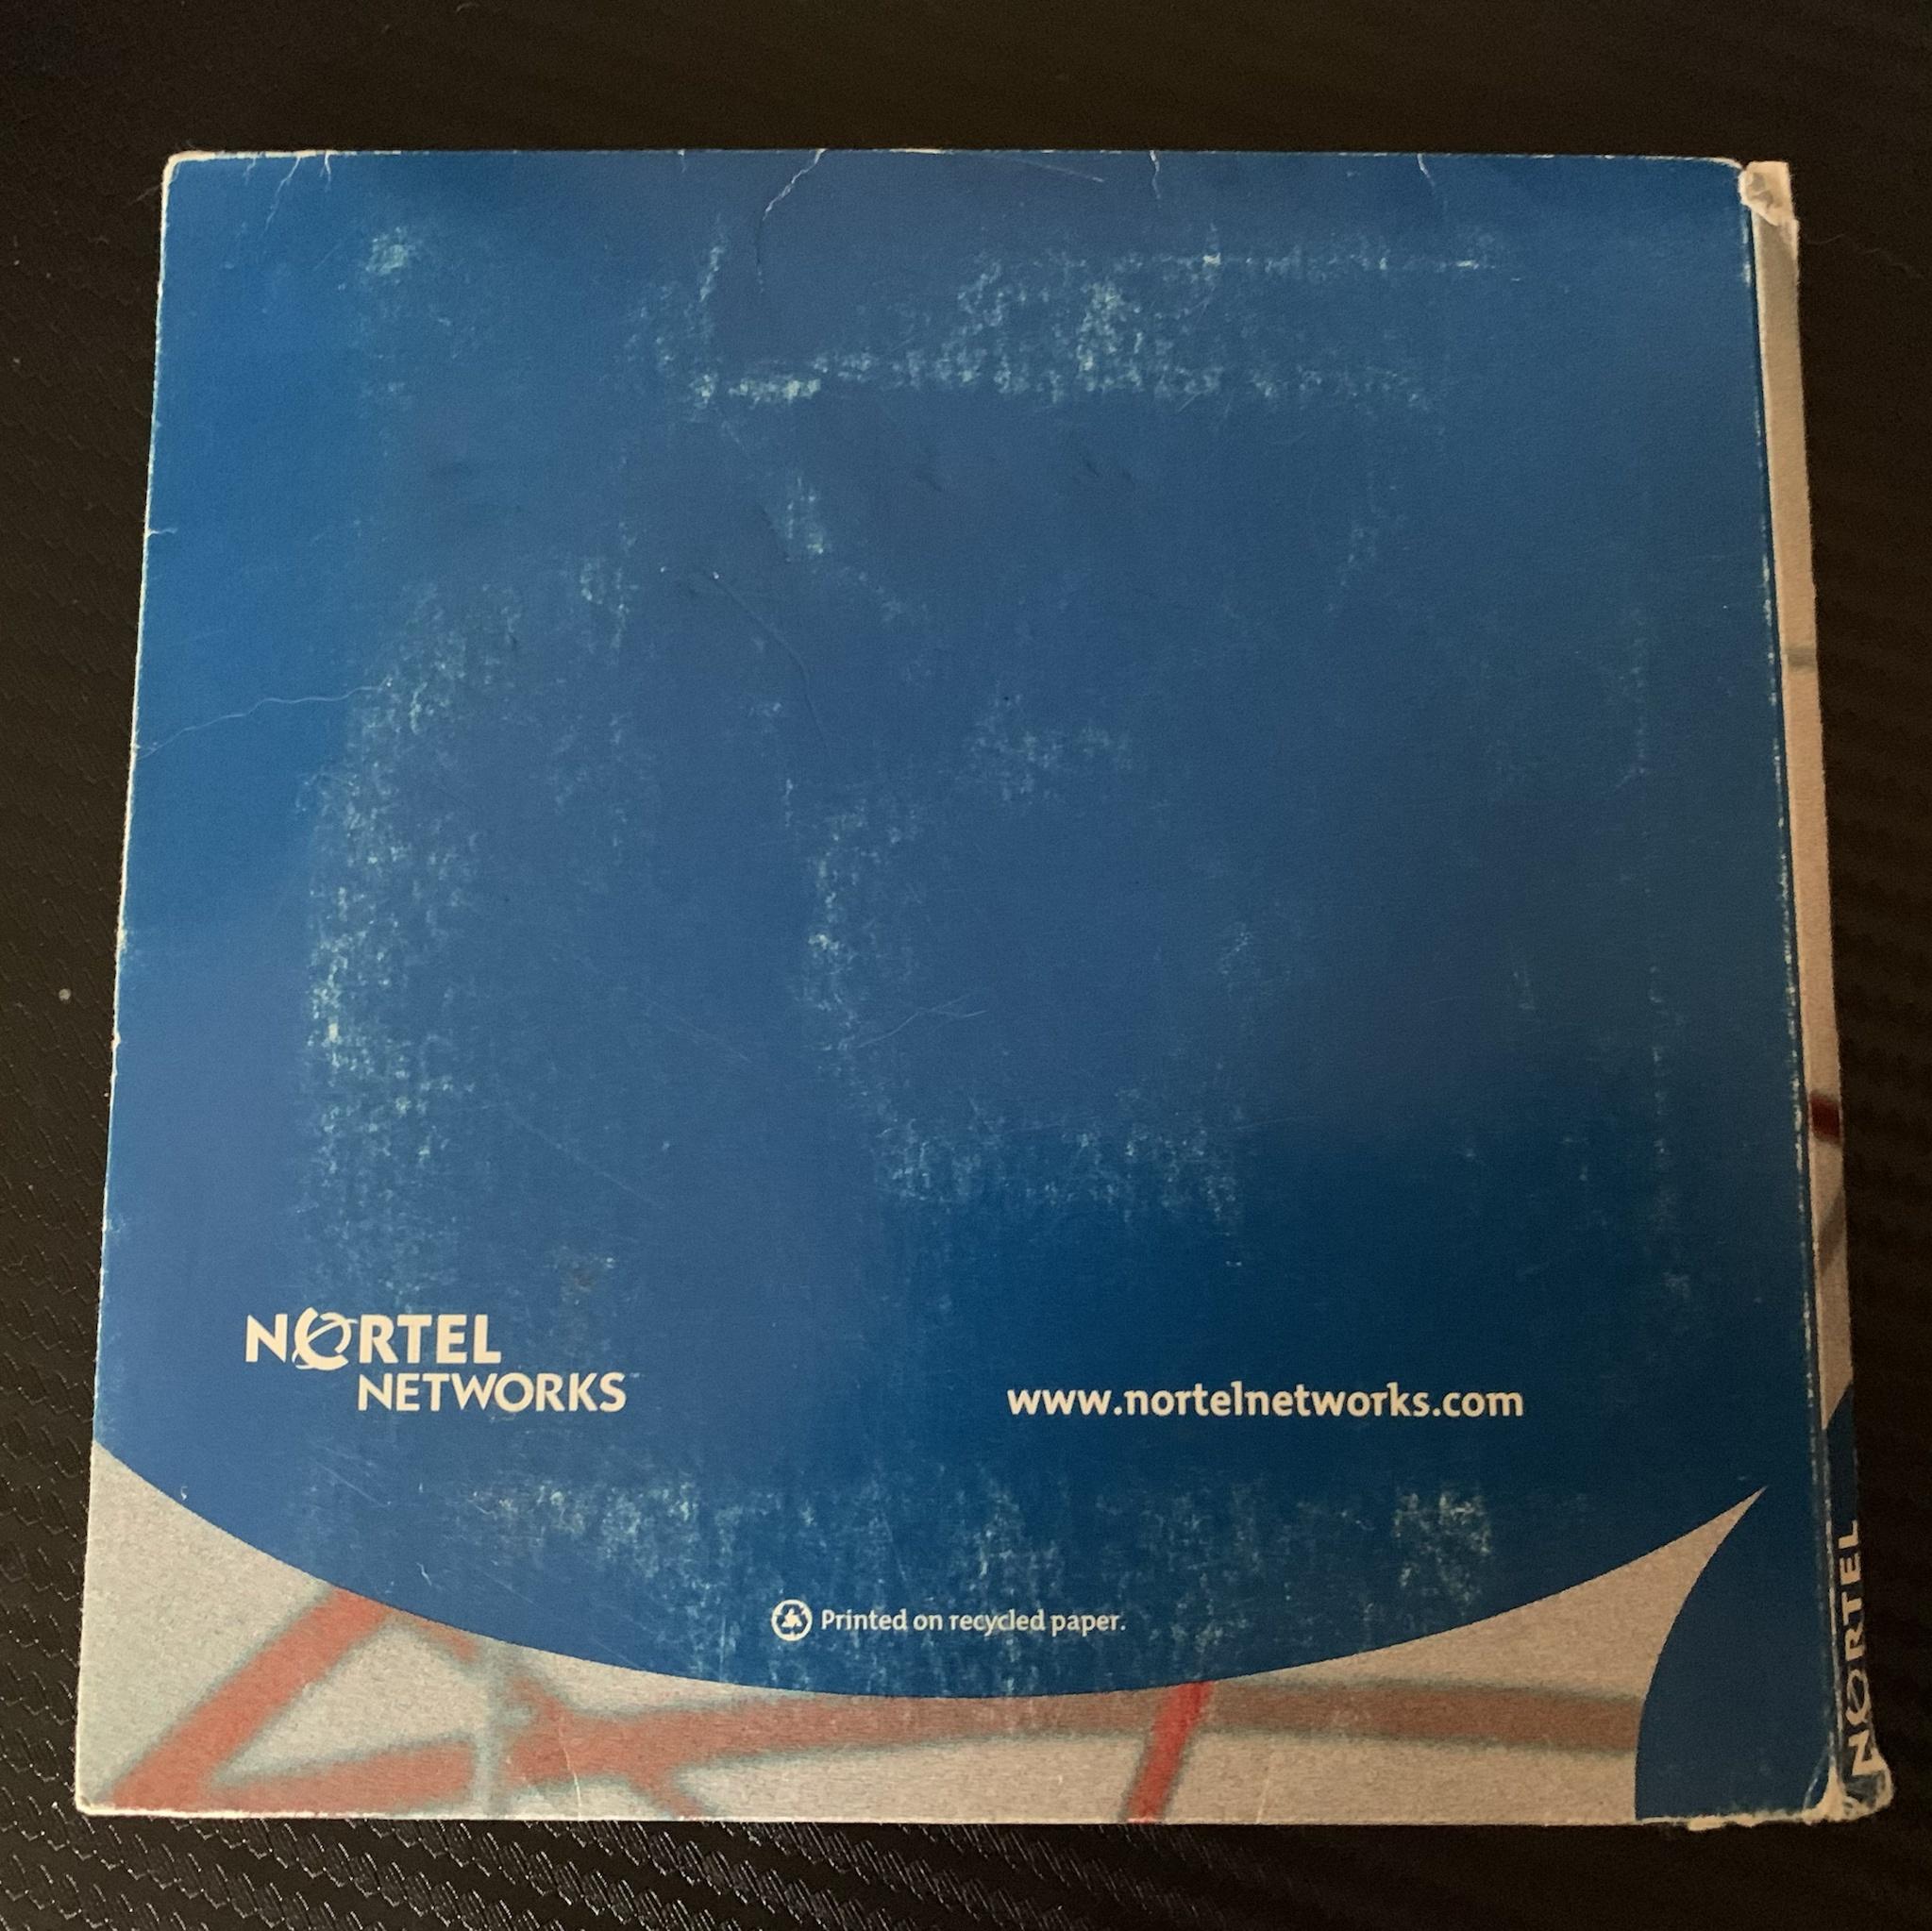 NORTEL
NETWORKS
www.nortelnetworks.com
Printed on recycled paper.
NORTEL